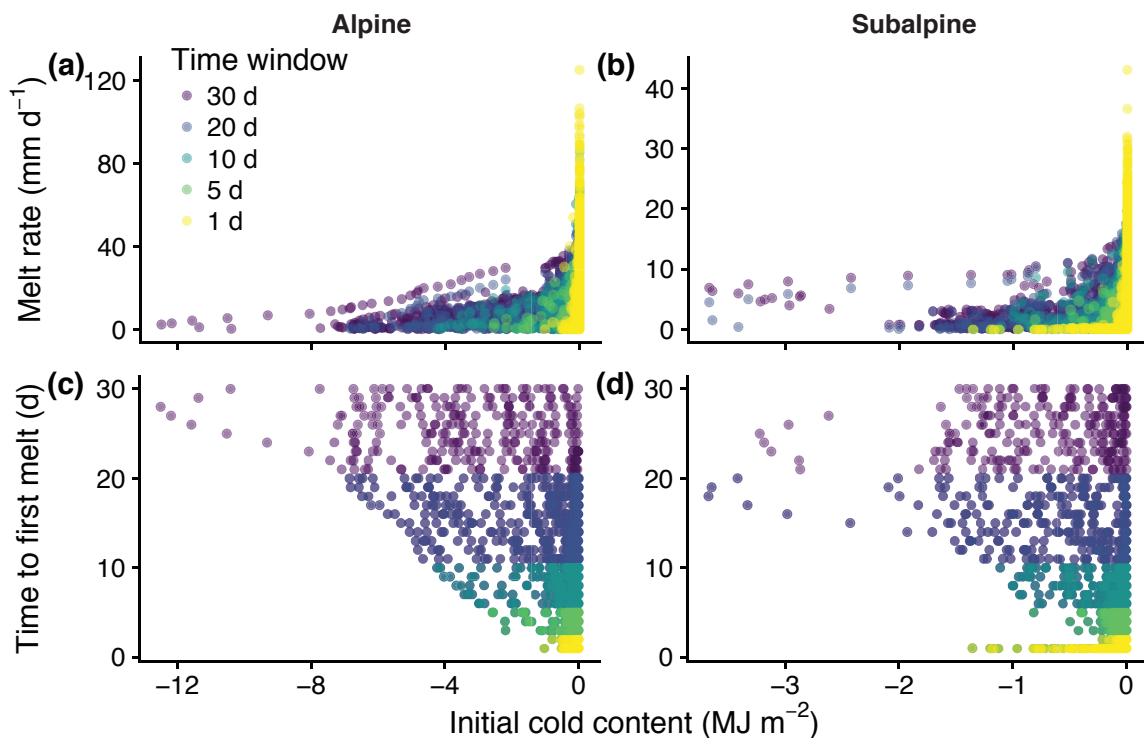 Alpine
Subalpine
(a)
Time window
30 d
20 d
10 d
5 d
1 d
Melt rate (mm d⁻¹)
120
80
40
0
(b)
40
30
20
10
0
(c)
Time to first melt (d)
30
20
10
0
−12
−8
−4
0
(d)
30
20
10
0
−3
−2
−1
0
Initial cold content (MJ m⁻²)